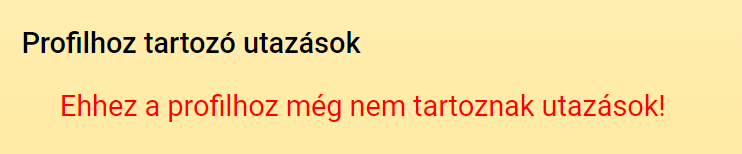 Profilhoz tartozó utazások
Ehhez a profilhoz még nem tartoznak utazások!